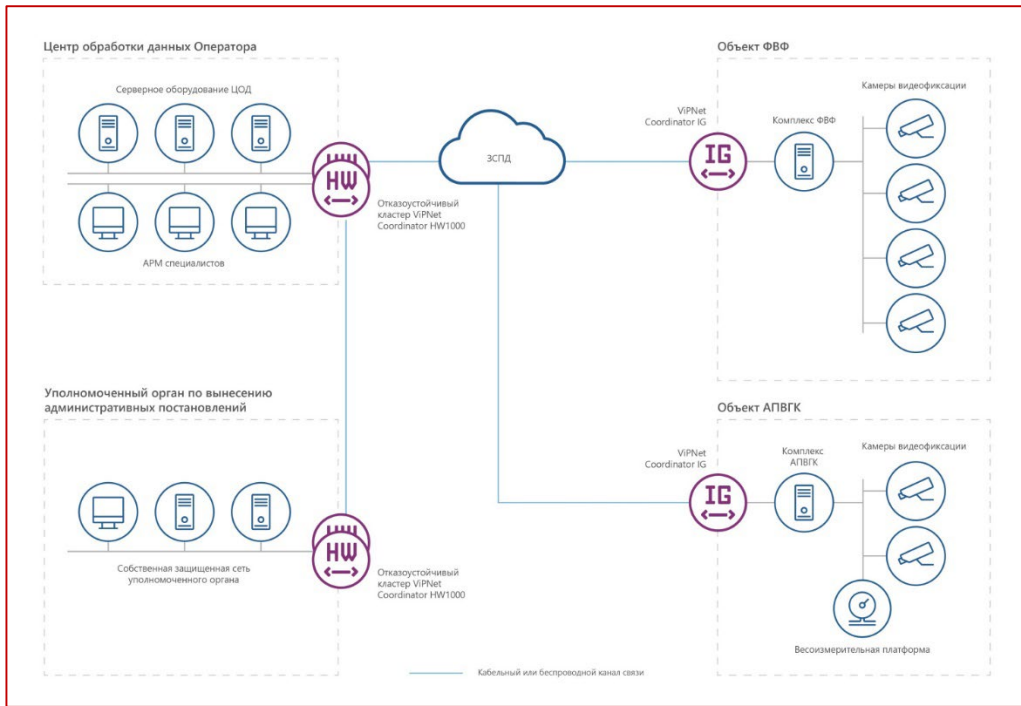 Центр обработки данных Оператора
Серверное оборудование ЦОД
HW
Отказоустойчивый
кластер ViPNet
Coordinator HW1000
АРМ специалистов
ЗСПД
Объект ФВФ
Камеры видеофиксации
ViPNet
Coordinator IG
IG
Комплекс ФВФ
Уполномоченный орган по вынесению
административных постановлений
HW
Собственная защищенная сеть
уполномоченного органа
Отказоустойчивый
кластер ViPNet
Coordinator HW1000
Объект АПВГК
Камеры видеофиксации
ViPNet
Coordinator IG
IG
Комплекс
АПВГК
Весоизмерительная платформа
Кабельный или беспроводной канал связи